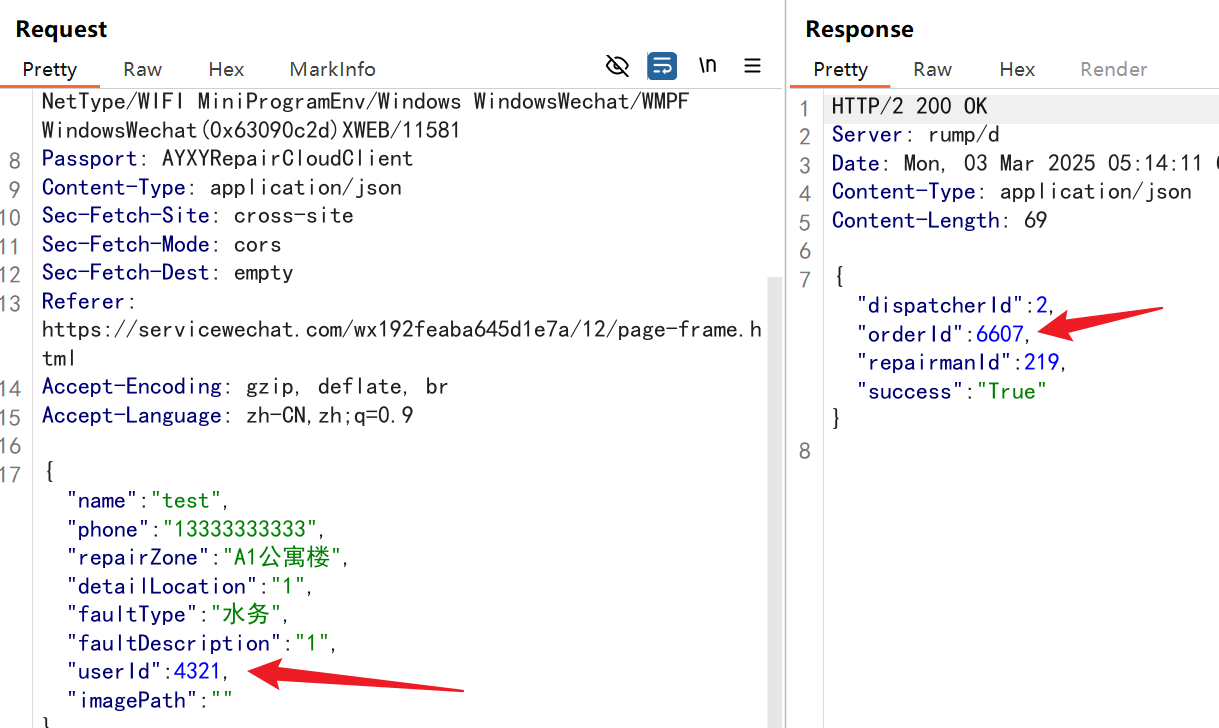 Request
Pretty Raw Hex MarkInfo
\n
NetType/WIFI MiniProgramEnv/Windows WindowsWechat/WMPF
WindowsWechat(0x63090c2d)XWEB/11581
8 Passport: AYXYRepairCloudClient
9 Content-Type: application/json
10 Sec-Fetch-Site: cross-site
11 Sec-Fetch-Mode: cors
12 Sec-Fetch-Dest: empty
13 Referer:
https://servicewechat.com/wx192feaba645d1e7a/12/page-frame.h
tml
14 Accept-Encoding: gzip, deflate, br
15 Accept-Language: zh-CN,zh;q=0.9
16
17 {
"name":"test",
"phone":"13333333333",
"repairZone":"A1公寓楼",
"detailLocation":"1",
"faultType":"水务",
"faultDescription":"1",
"userId":4321,
"imagePath":""
}
Response
Pretty Raw Hex Render
1 HTTP/2 200 OK
2 Server: rump/d
3 Date: Mon, 03 Mar 2025 05:14:11
4 Content-Type: application/json
5 Content-Length: 69
6
7 {
"dispatcherId":2,
"orderId":6607,
"repairmanId":219,
"success":"True"
}
8